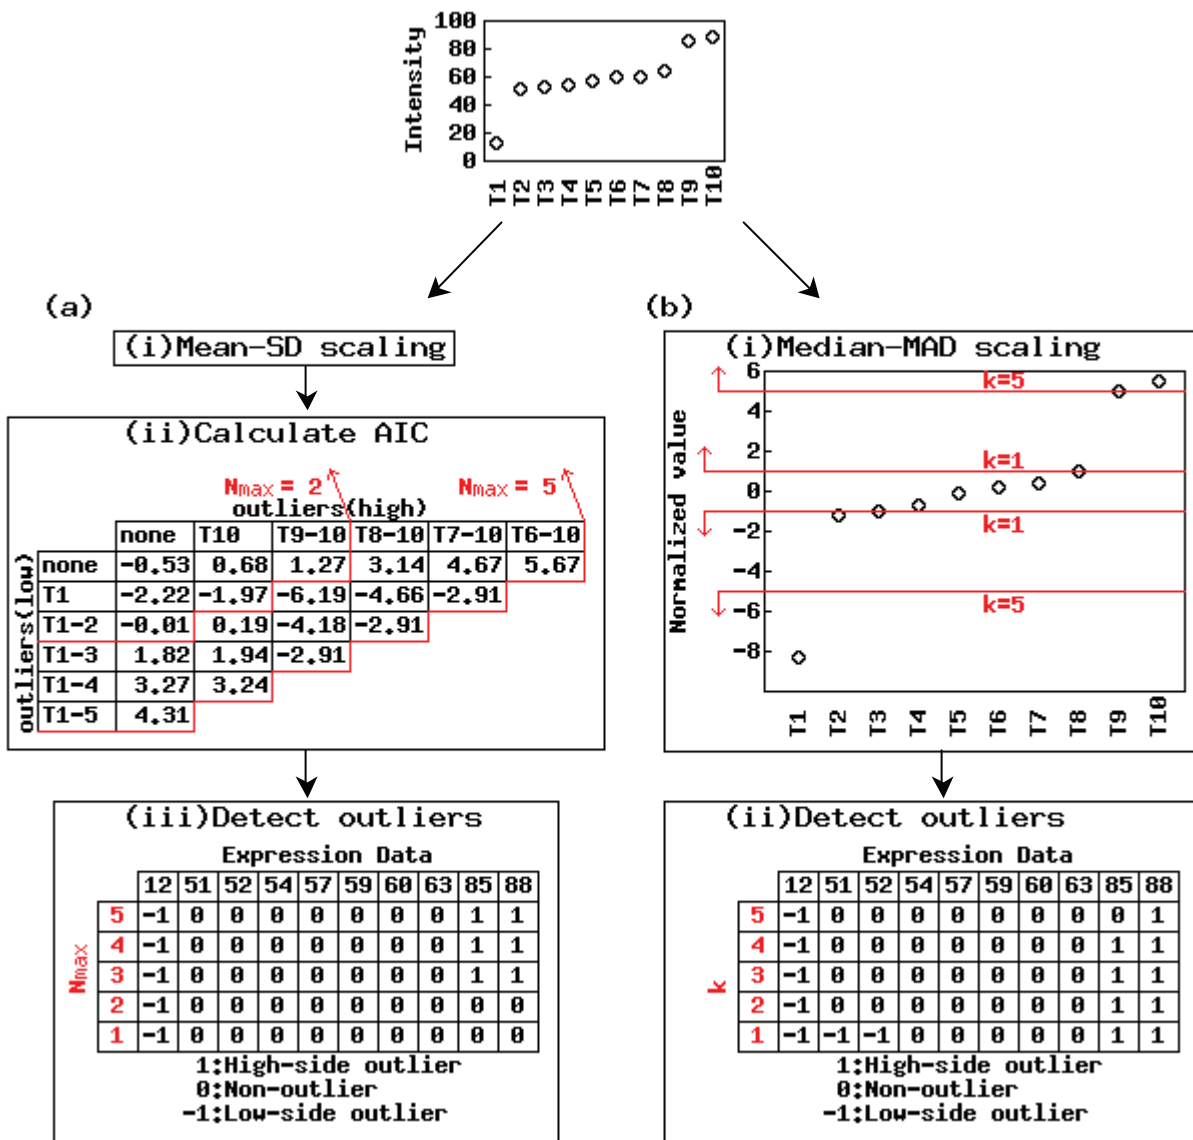 100
80
60
40
20
0
Intensity
T1 T2 T3 T4 T5 T6 T7 T8 T9 T10
(a)
(i)Mean-SD scaling
(ii)Calculate AIC
Nmax = 2 Nmax = 5
outliers(high)
none T10 T9-10 T8-10 T7-10 T6-10
outliers(low)
none -0.53 0.68 1.27 3.14 4.67 5.67
T1 -2.22 -1.97 -6.19 -4.66 -2.91
T1-2 -0.01 0.19 -4.18 -2.91
T1-3 1.82 1.94 -2.91
T1-4 3.27 3.24
T1-5 4.31
(iii)Detect outliers
Expression Data
12 51 52 54 57 59 60 63 85 88
Nmax
5 -1 0 0 0 0 0 0 0 1 1
4 -1 0 0 0 0 0 0 0 1 1
3 -1 0 0 0 0 0 0 0 1 1
2 -1 0 0 0 0 0 0 0 0 0
1 -1 0 0 0 0 0 0 0 0 0
1:High-side outlier
0:Non-outlier
-1:Low-side outlier
(b)
(i)Median-MAD scaling
6
4
2
0
-2
-4
-6
-8
Normalized value
k=5
k=1
k=1
k=5
T1 T2 T3 T4 T5 T6 T7 T8 T9 T10
(ii)Detect outliers
Expression Data
12 51 52 54 57 59 60 63 85 88
k
5 -1 0 0 0 0 0 0 0 0 1
4 -1 0 0 0 0 0 0 0 1 1
3 -1 0 0 0 0 0 0 0 1 1
2 -1 0 0 0 0 0 0 0 1 1
1 -1 -1 -1 0 0 0 0 0 1 1
1:High-side outlier
0:Non-outlier
-1:Low-side outlier